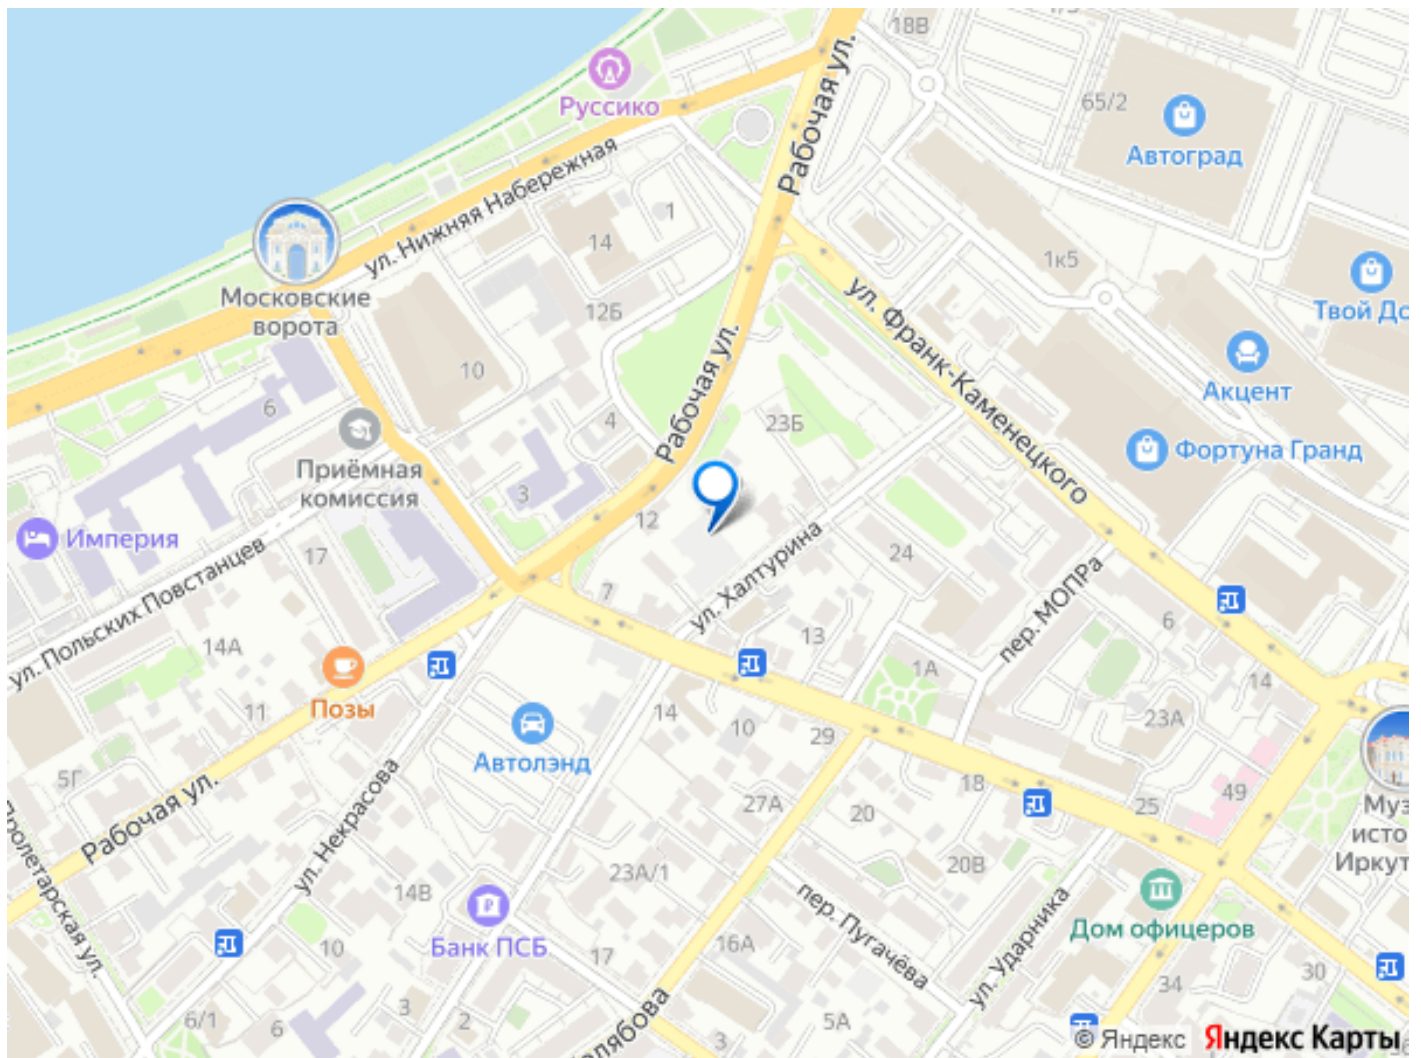 18В
Руссико
65/2
Автоград
Рабочая ул.
ул. Нижняя Набережная
1
14
1к5
Московские
ворота
12Б
ул. Франк-Каменецкого
Твой До
Рабочая ул.
10
Акцент
6
4
23Б
Приёмная
комиссия
Фортуна Гранд
3
12
Империя
17
24
ул. Халтурина
ул. Польских Повстанцев
7
пер. МОПРа
6
14А
13
1А
14
Позы
11
14
10
29
23А
Автолэнд
5Г
Рабочая ул.
ул. Некрасова
27А
20
18
25
49
Муз
исто
Иркут
23А/1
20В
14В
Пролетарская ул.
пер. Пугачёва
ул. Ударника
Дом офицеров
Банк ПСБ
10
17
16А
34
30
6/1
6
3
2
5А
3
© Яндекс Яндекс Карты